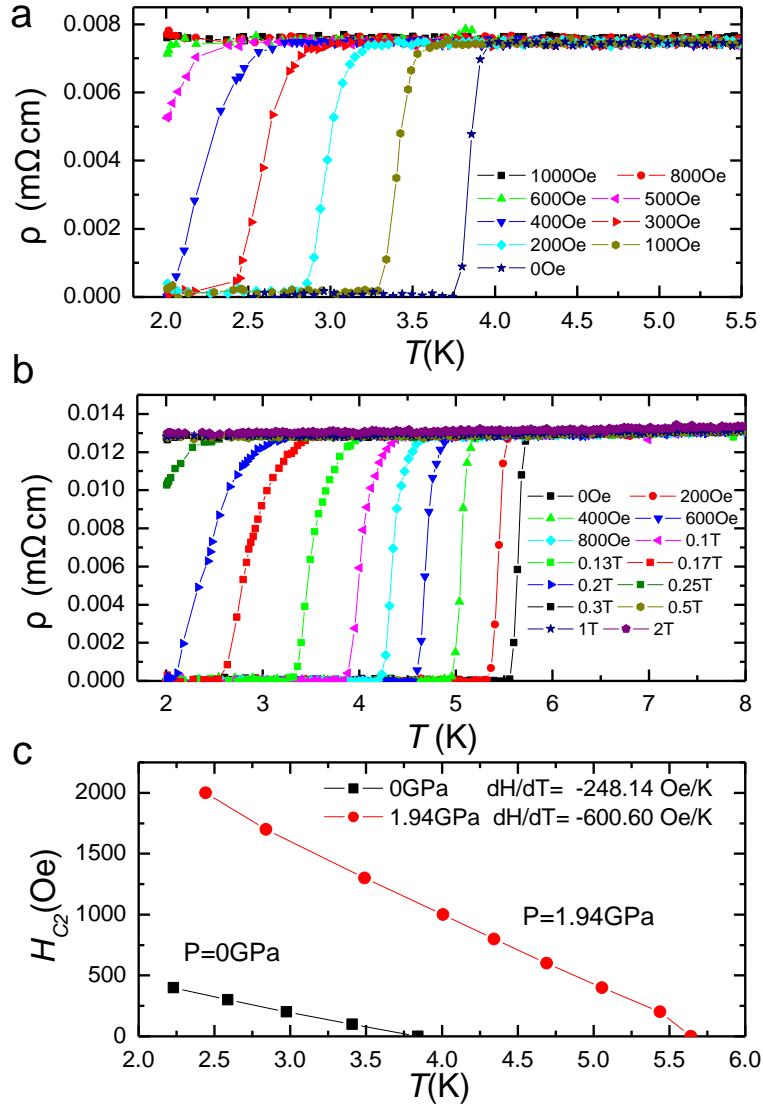 a
0.008
0.006
0.004
0.002
0.000
ρ (mΩcm)
1000Oe 800Oe
600Oe 500Oe
400Oe 300Oe
200Oe 100Oe
0Oe
2.0 2.5 3.0 3.5 4.0 4.5 5.0 5.5
T(K)
b
0.014
0.012
0.010
0.008
0.006
0.004
0.002
0.000
ρ (mΩcm)
0Oe 200Oe
400Oe 600Oe
800Oe 0.1T
0.13T 0.17T
0.2T 0.25T
0.3T 0.5T
1T 2T
2 3 4 5 6 7 8
T (K)
c
2000
1500
1000
500
0
H_C2(Oe)
0GPa dH/dT= -248.14 Oe/K
1.94GPa dH/dT= -600.60 Oe/K
P=1.94GPa
P=0GPa
2.0 2.5 3.0 3.5 4.0 4.5 5.0 5.5 6.0
T(K)